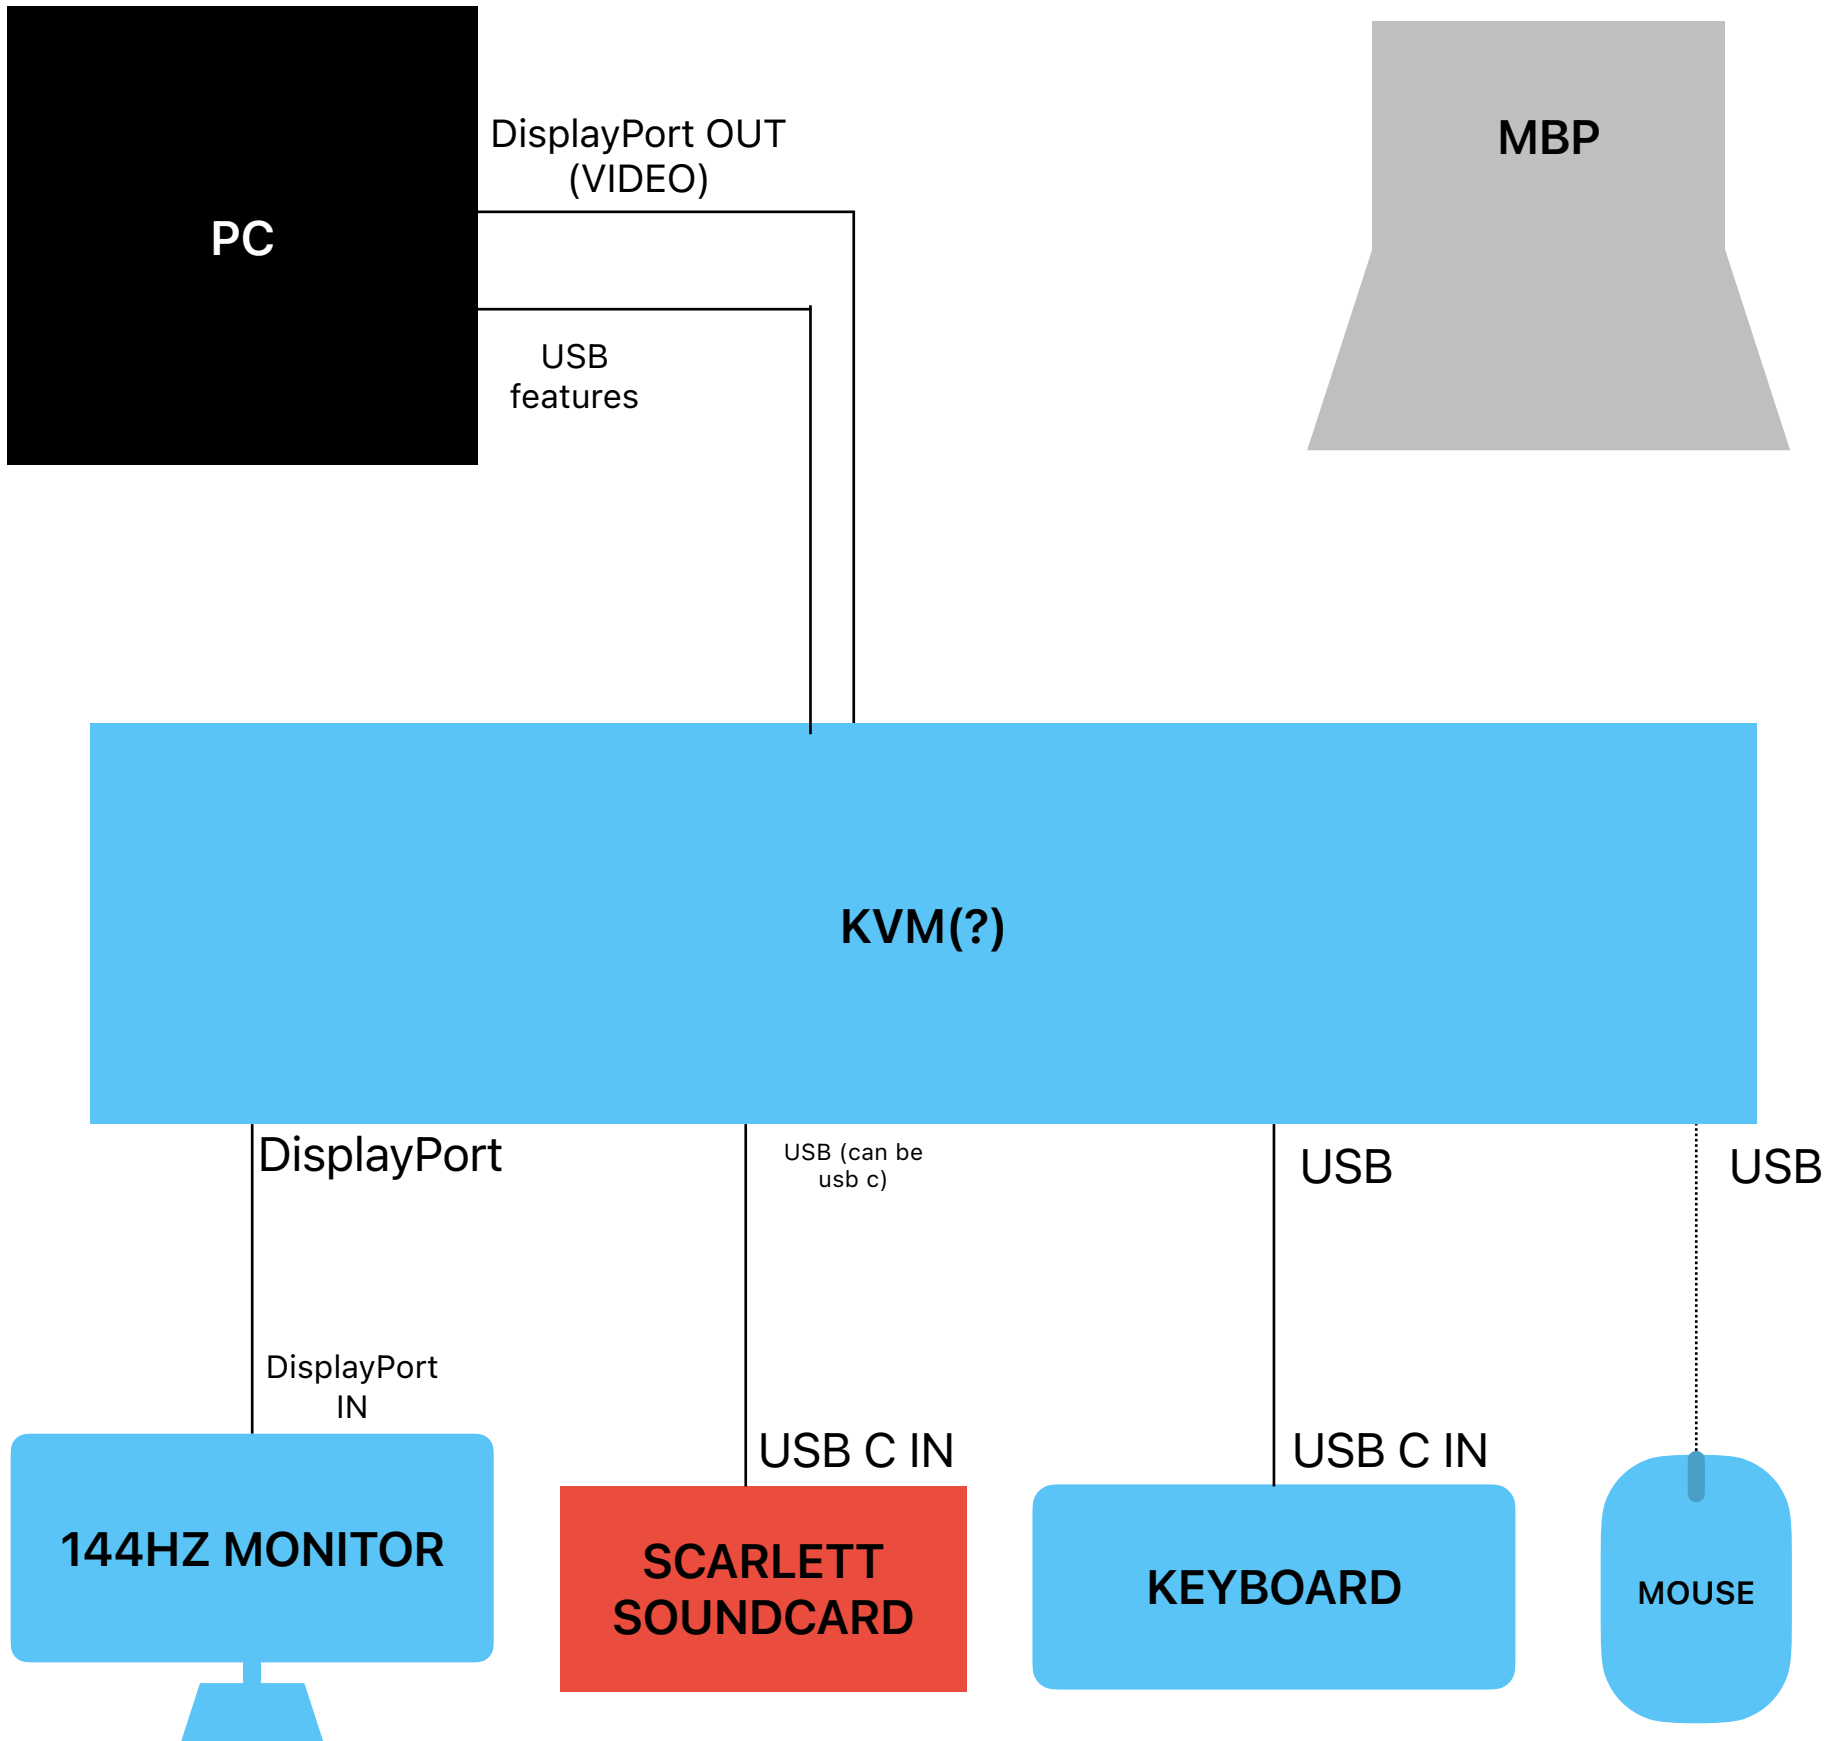 DisplayPort OUT
(VIDEO)
MBP
PC
USB
features
KVM(?)
DisplayPort
USB (can be
usb c)
USB
USB
DisplayPort
IN
USB C IN
USB C IN
144HZ MONITOR
SCARLETT
SOUNDCARD
KEYBOARD
MOUSE